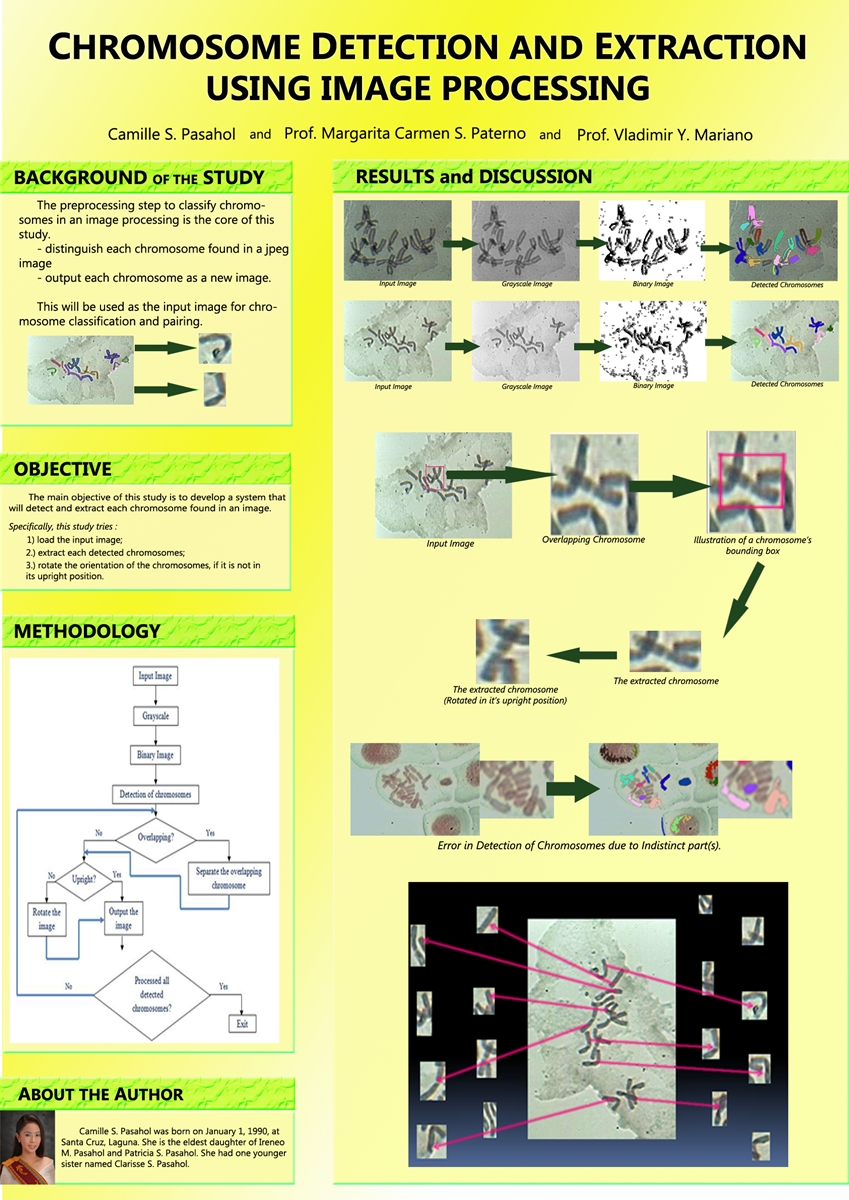 CHROMOSOME DETECTION AND EXTRACTION
USING IMAGE PROCESSING
Camille S. Pasahol and Prof. Margarita Carmen S. Paterno and Prof. Vladimir Y. Mariano
BACKGROUND OF THE STUDY
The preprocessing step to classify chromo-
somes in an image processing is the core of this
study.
- distinguish each chromosome found in a jpeg
image
- output each chromosome as a new image.
This will be used as the input image for chro-
mosome classification and pairing.
OBJECTIVE
The main objective of this study is to develop a system that
will detect and extract each chromosome found in an image.
Specifically, this study tries :
1) load the input image;
2.) extract each detected chromosomes;
3.) rotate the orientation of the chromosomes, if it is not in
its upright position.
METHODOLOGY
Input Image
Grayscale
Binary Image
Detection of chromosomes
No
Overlapping?
Yes
No
Upright?
Yes
Separate the overlapping
chromosome
Rotate the
image
Output the
image
No
Processed all
detected
chromosomes?
Yes
Exit
ABOUT THE AUTHOR
Camille S. Pasahol was born on January 1, 1990, at
Santa Cruz, Laguna. She is the eldest daughter of Ireneo
M. Pasahol and Patricia S. Pasahol. She had one younger
sister named Clarisse S. Pasahol.
RESULTS and DISCUSSION
Input Image
Grayscale Image
Binary Image
Detected Chromosomes
Input Image
Grayscale Image
Binary Image
Detected Chromosomes
Input Image
Overlapping Chromosome
Illustration of a chromosome's
bounding box
The extracted chromosome
The extracted chromosome
(Rotated in it's upright position)
Error in Detection of Chromosomes due to Indistinct part(s).